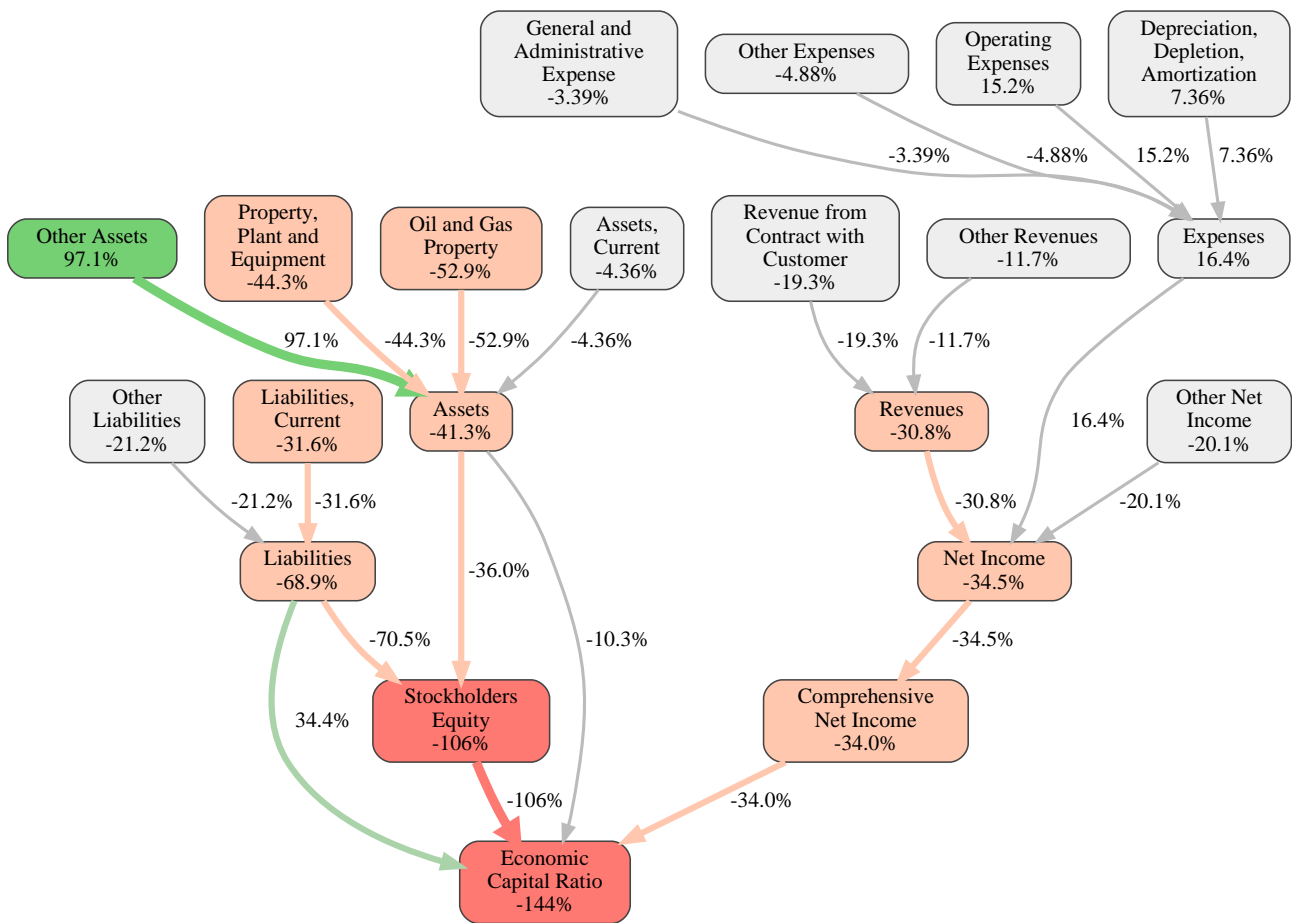 General and
Administrative
Expense
-3.39%
Other Expenses
-4.88%
Operating
Expenses
15.2%
Depreciation,
Depletion,
Amortization
7.36%
-3.39%
-4.88%
15.2%
7.36%
Other Assets
97.1%
Property,
Plant and
Equipment
-44.3%
Oil and Gas
Property
-52.9%
Assets,
Current
-4.36%
Revenue from
Contract with
Customer
-19.3%
Other Revenues
-11.7%
Expenses
16.4%
97.1%
-44.3%
-52.9%
-4.36%
-19.3%
-11.7%
Other
Liabilities
-21.2%
Liabilities,
Current
-31.6%
Assets
-41.3%
Revenues
-30.8%
16.4%
Other Net
Income
-20.1%
-21.2%
-31.6%
-30.8%
-20.1%
Liabilities
-68.9%
-36.0%
Net Income
-34.5%
-70.5%
-10.3%
-34.5%
34.4%
Stockholders
Equity
-106%
Comprehensive
Net Income
-34.0%
-106%
-34.0%
Economic
Capital Ratio
-144%